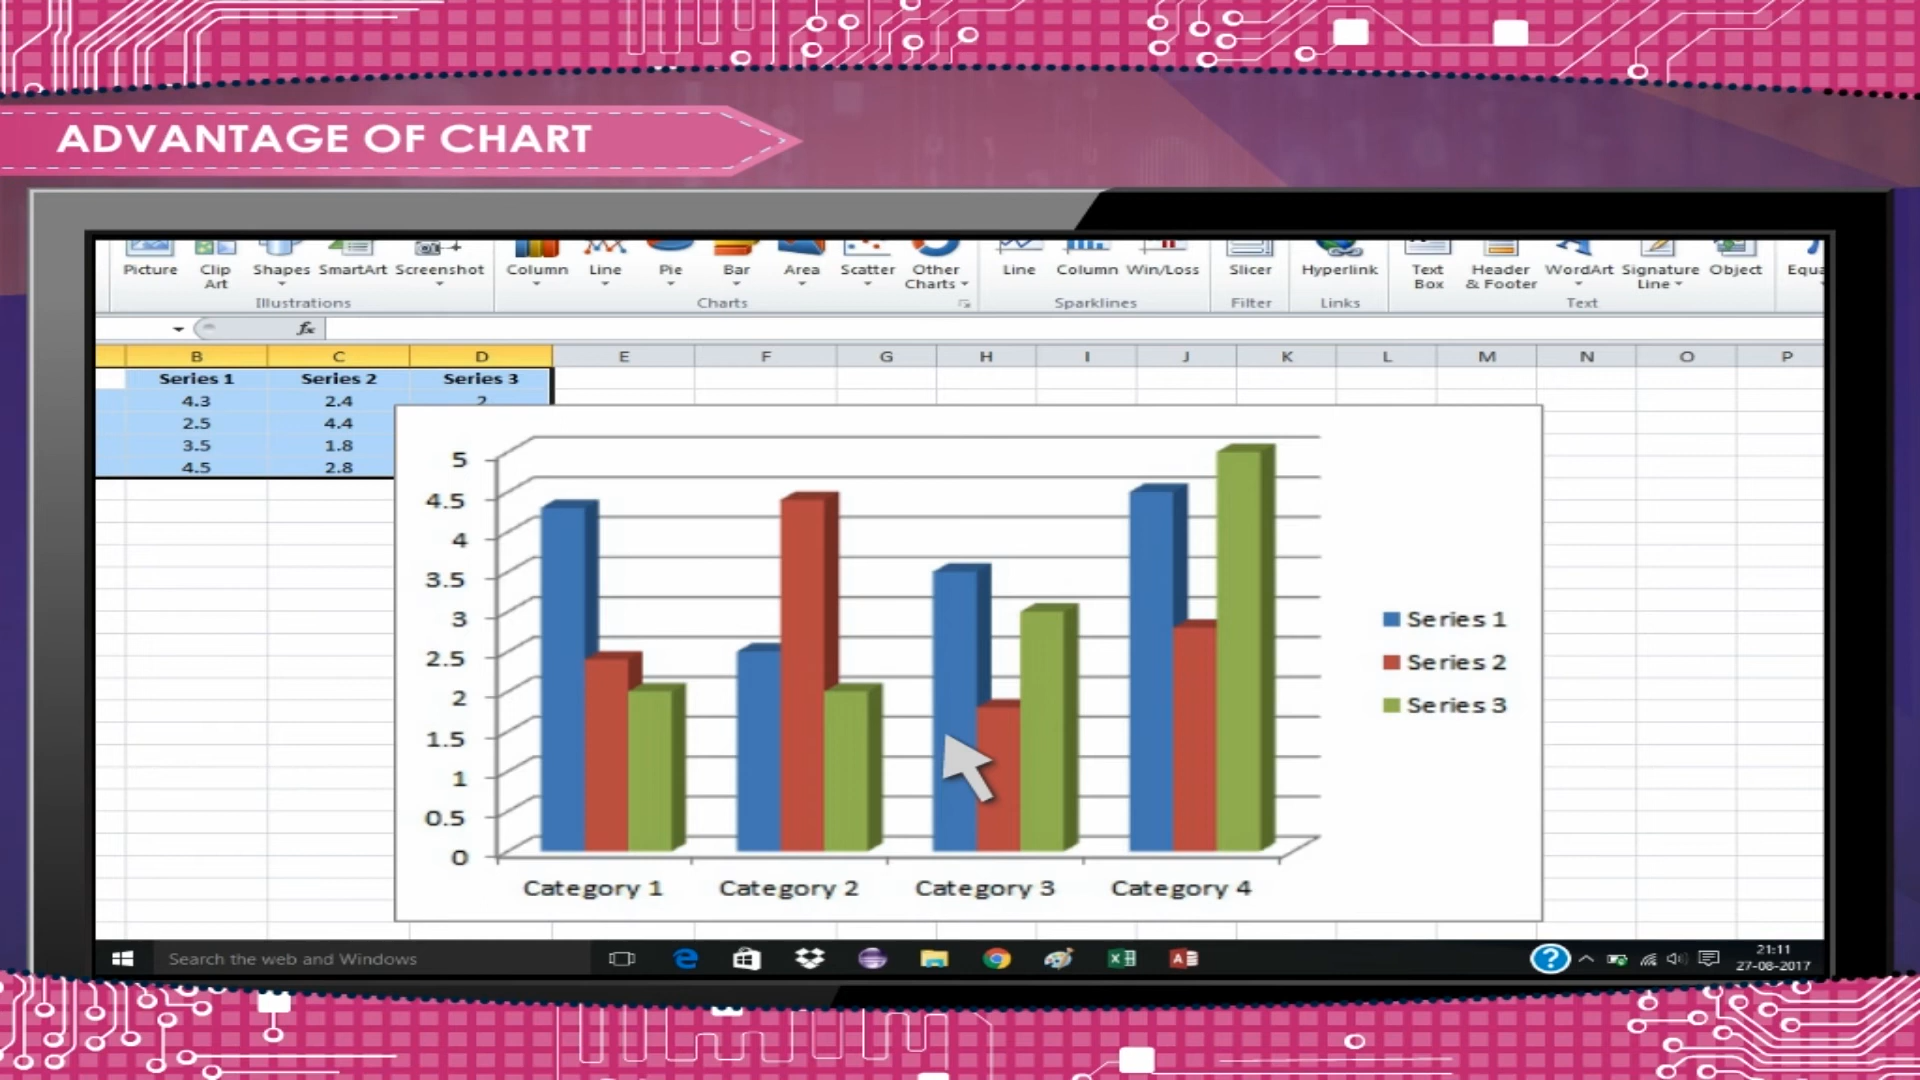 ADVANTAGE OF CHART
Picture Clip Art Shapes SmartArt Screenshot Column Line Pie Bar Area Scatter Other Charts Line Column Win/Loss Slicer Hyperlink Text Box Header & Footer WordArt Signature Line Object
Illustrations Charts Sparklines Filter Links Text
fx
B C D E F G H I J K L M N O P
Series 1 Series 2 Series 3
4.3 2.4 2
2.5 4.4
3.5 1.8
4.5 2.8
5
4.5
4
3.5
3
2.5
2
1.5
1
0.5
0
Category 1 Category 2 Category 3 Category 4
Series 1
Series 2
Series 3
Search the web and Windows
21:11
27-08-2017